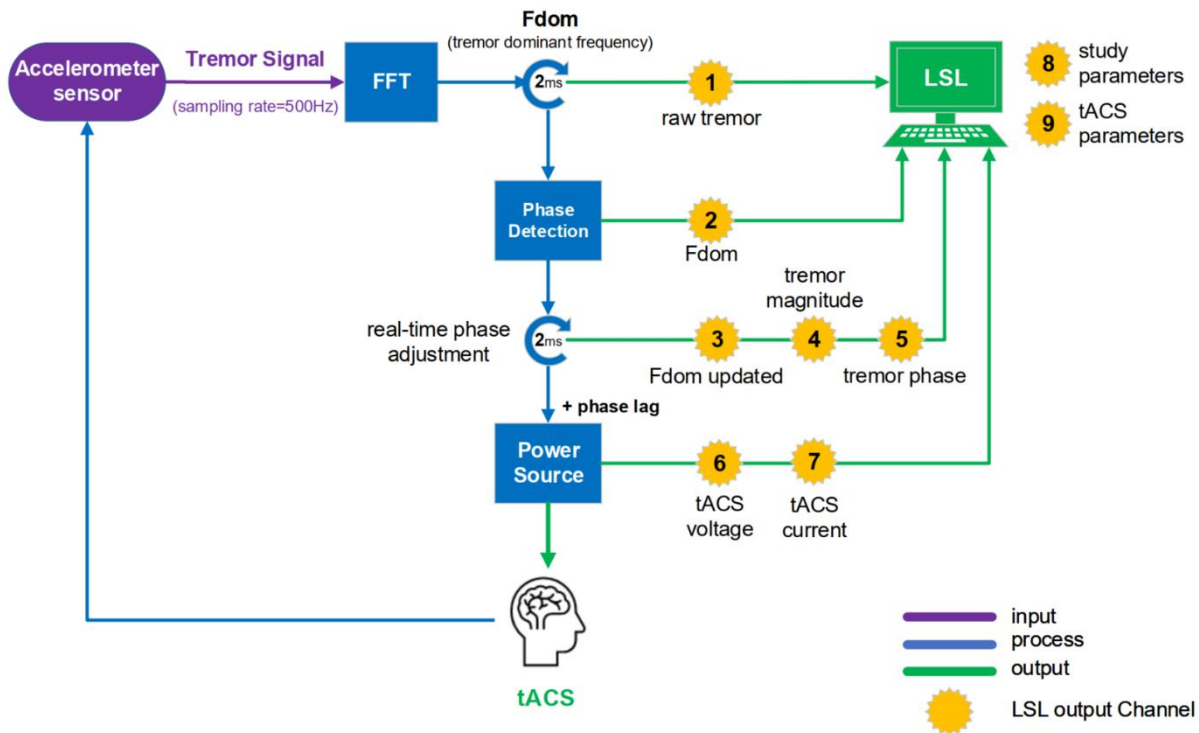 Fdom
(tremor dominant frequency)
Accelerometer
sensor
Tremor Signal
(sampling rate=500Hz)
FFT
2ms
1
raw tremor
LSL
8
study
parameters
9
tACS
parameters
Phase
Detection
2
Fdom
real-time phase
adjustment
2ms
3
Fdom updated
tremor
magnitude
4
5
tremor phase
+ phase lag
Power
Source
6
tACS
voltage
7
tACS
current
tACS
input
process
output
LSL output Channel